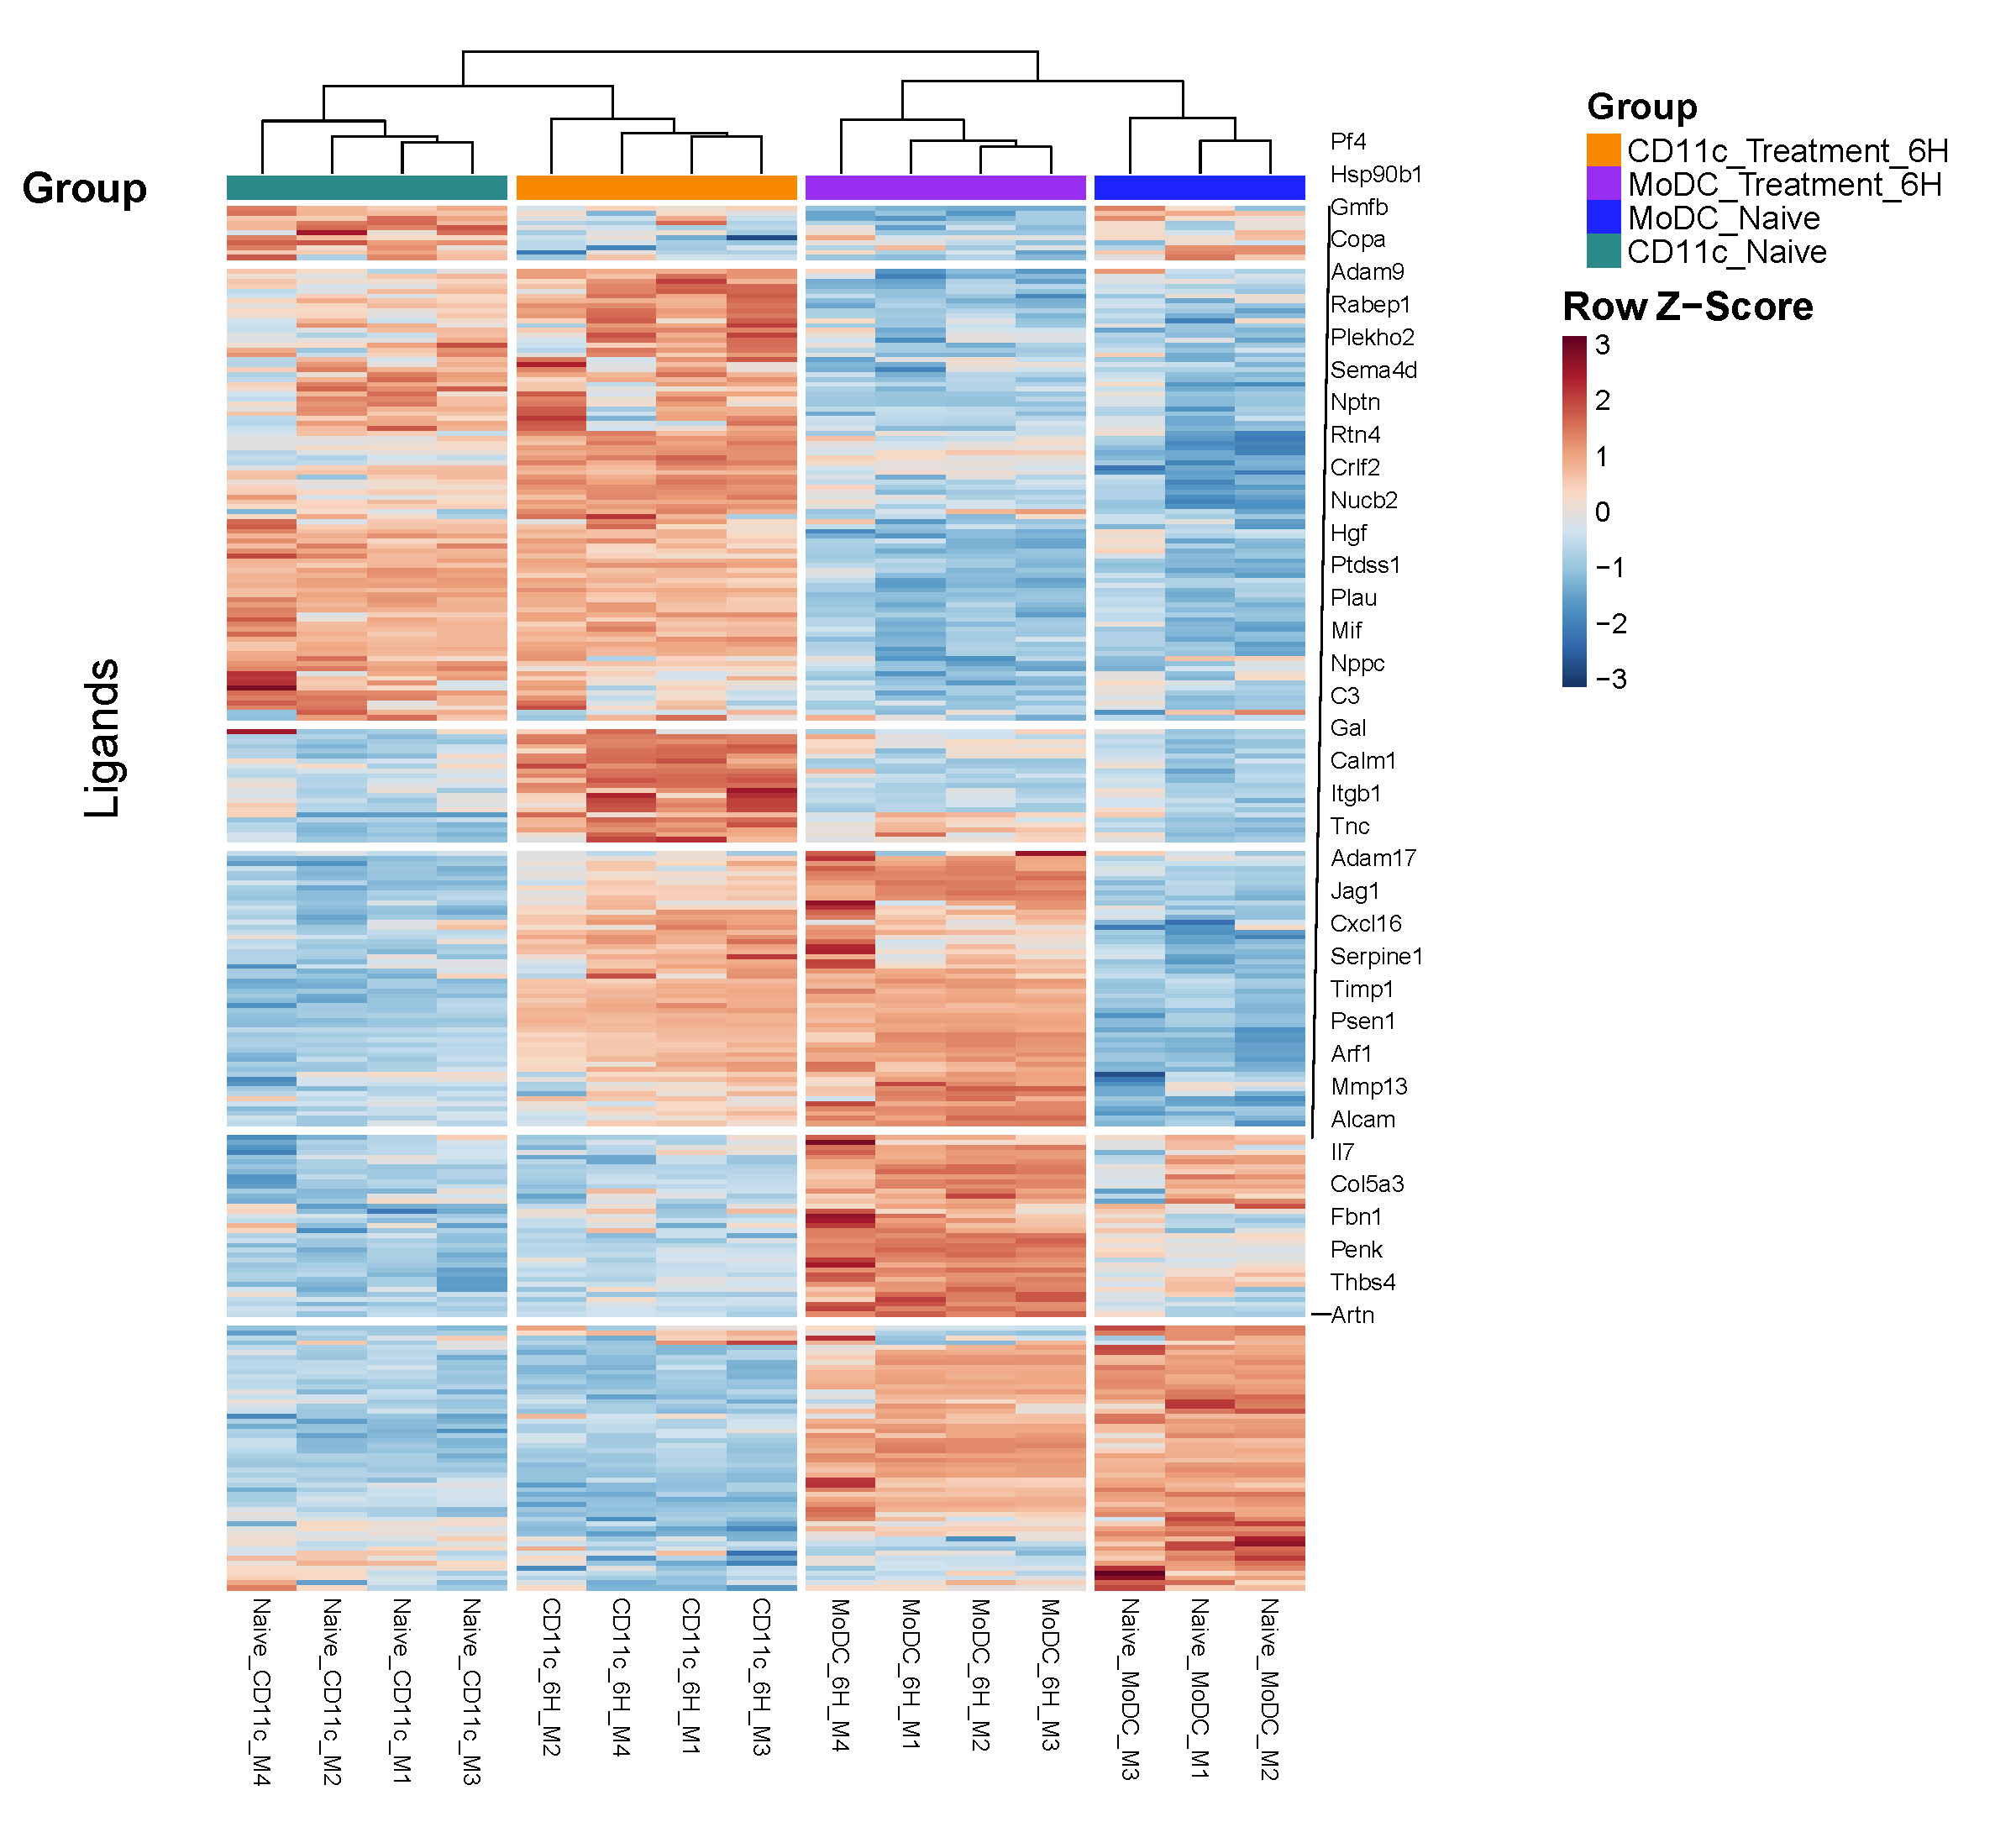 Group
Ligands
Pf4
Hsp90b1
Gmfb
Copa
Adam9
Rabep1
Plekho2
Sema4d
Nptn
Rtn4
Crlf2
Nucb2
Hgf
Ptdss1
Plau
Mif
Nppc
C3
Gal
Calm1
Itgb1
Tnc
Adam17
Jag1
Cxcl16
Serpine1
Timp1
Psen1
Arf1
Mmp13
Alcam
Il7
Col5a3
Fbn1
Penk
Thbs4
Artn
Group
CD11c_Treatment_6H
MoDC_Treatment_6H
MoDC_Naive
CD11c_Naive
Row Z−Score
3
2
1
0
−1
−2
−3
Naive_CD11c_M4
Naive_CD11c_M2
Naive_CD11c_M1
Naive_CD11c_M3
CD11c_6H_M2
CD11c_6H_M4
CD11c_6H_M1
CD11c_6H_M3
MoDC_6H_M4
MoDC_6H_M1
MoDC_6H_M2
MoDC_6H_M3
Naive_MoDC_M3
Naive_MoDC_M1
Naive_MoDC_M2